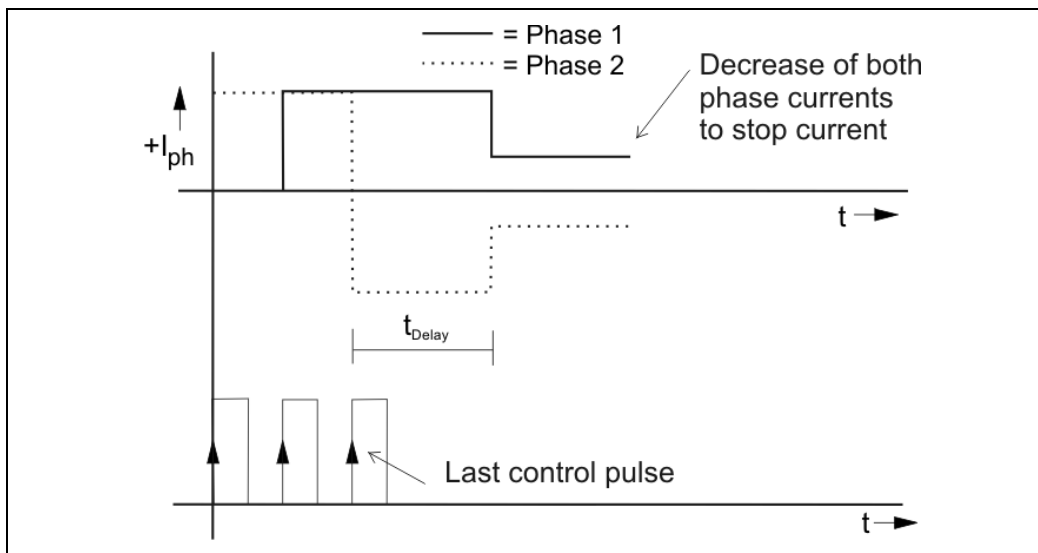 = Phase 1
= Phase 2
Decrease of both
phase currents
to stop current
+Iph
t
tDelay
Last control pulse
t